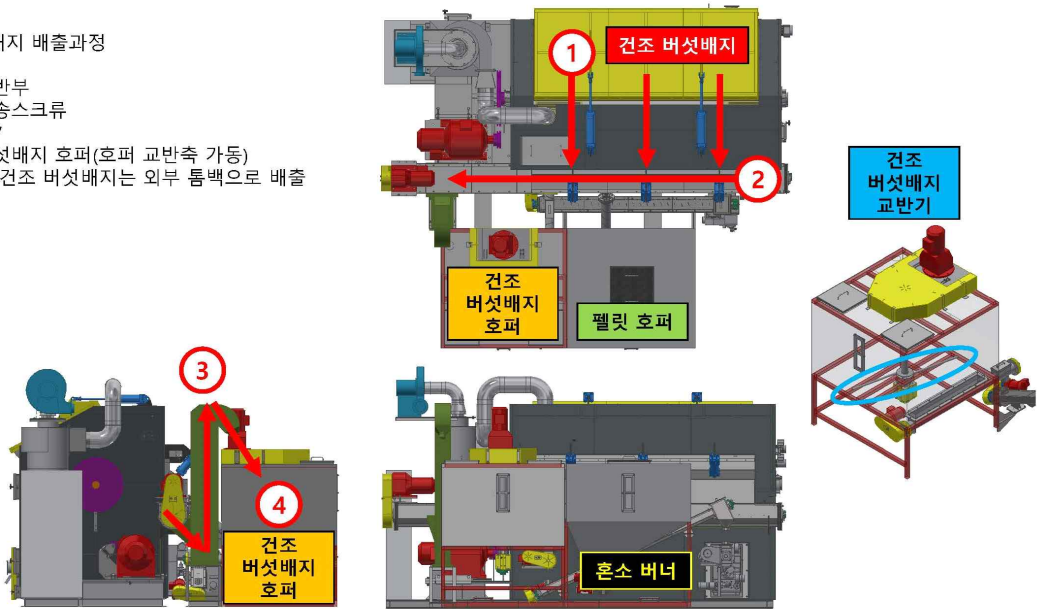 배지 배출과정
반부
송스크류
섯배지 호퍼(호퍼 교반축 가동)
건조 버섯배지는 외부 톰백으로 배출
1
건조 버섯배지
2
건조
버섯배지
호퍼
펠릿 호퍼
건조
버섯배지
교반기
3
4
건조
버섯배지
호퍼
혼소 버너